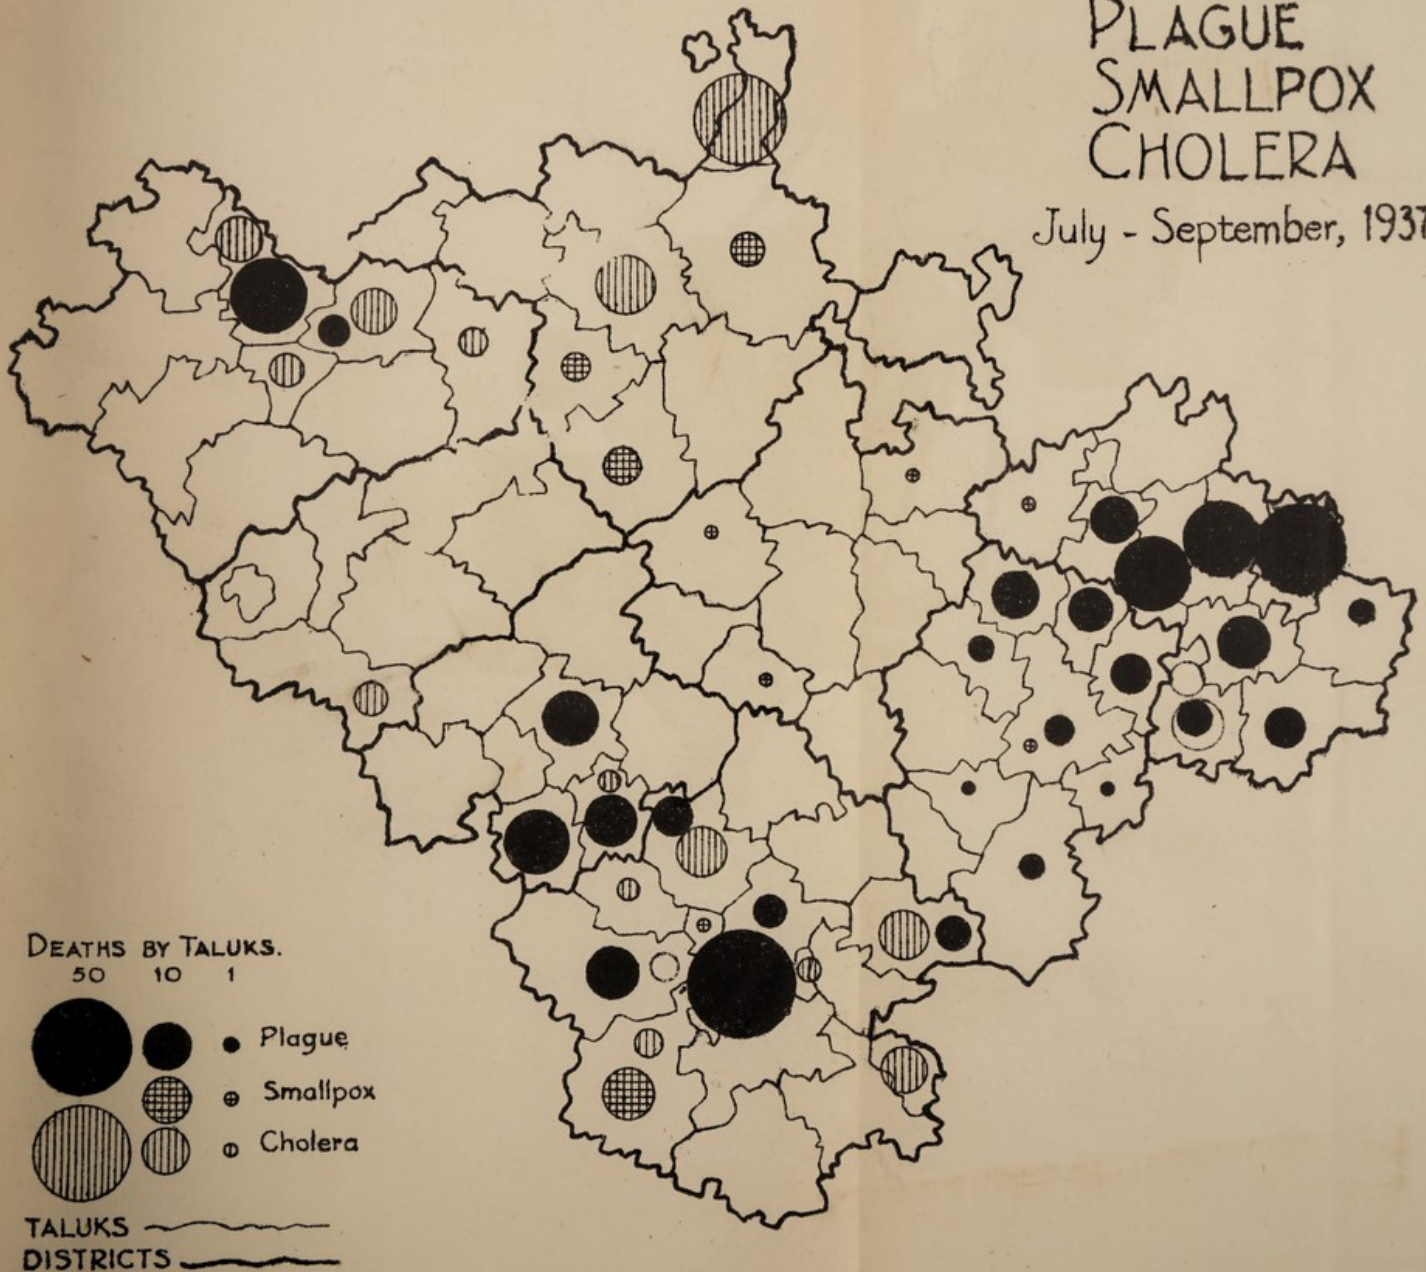 PLAGUE
SMALLPOX
CHOLERA
July - September, 1937
DEATHS BY TALUKS.
50 10 1
Plague
Smallpox
Cholera
TALUKS
DISTRICTS